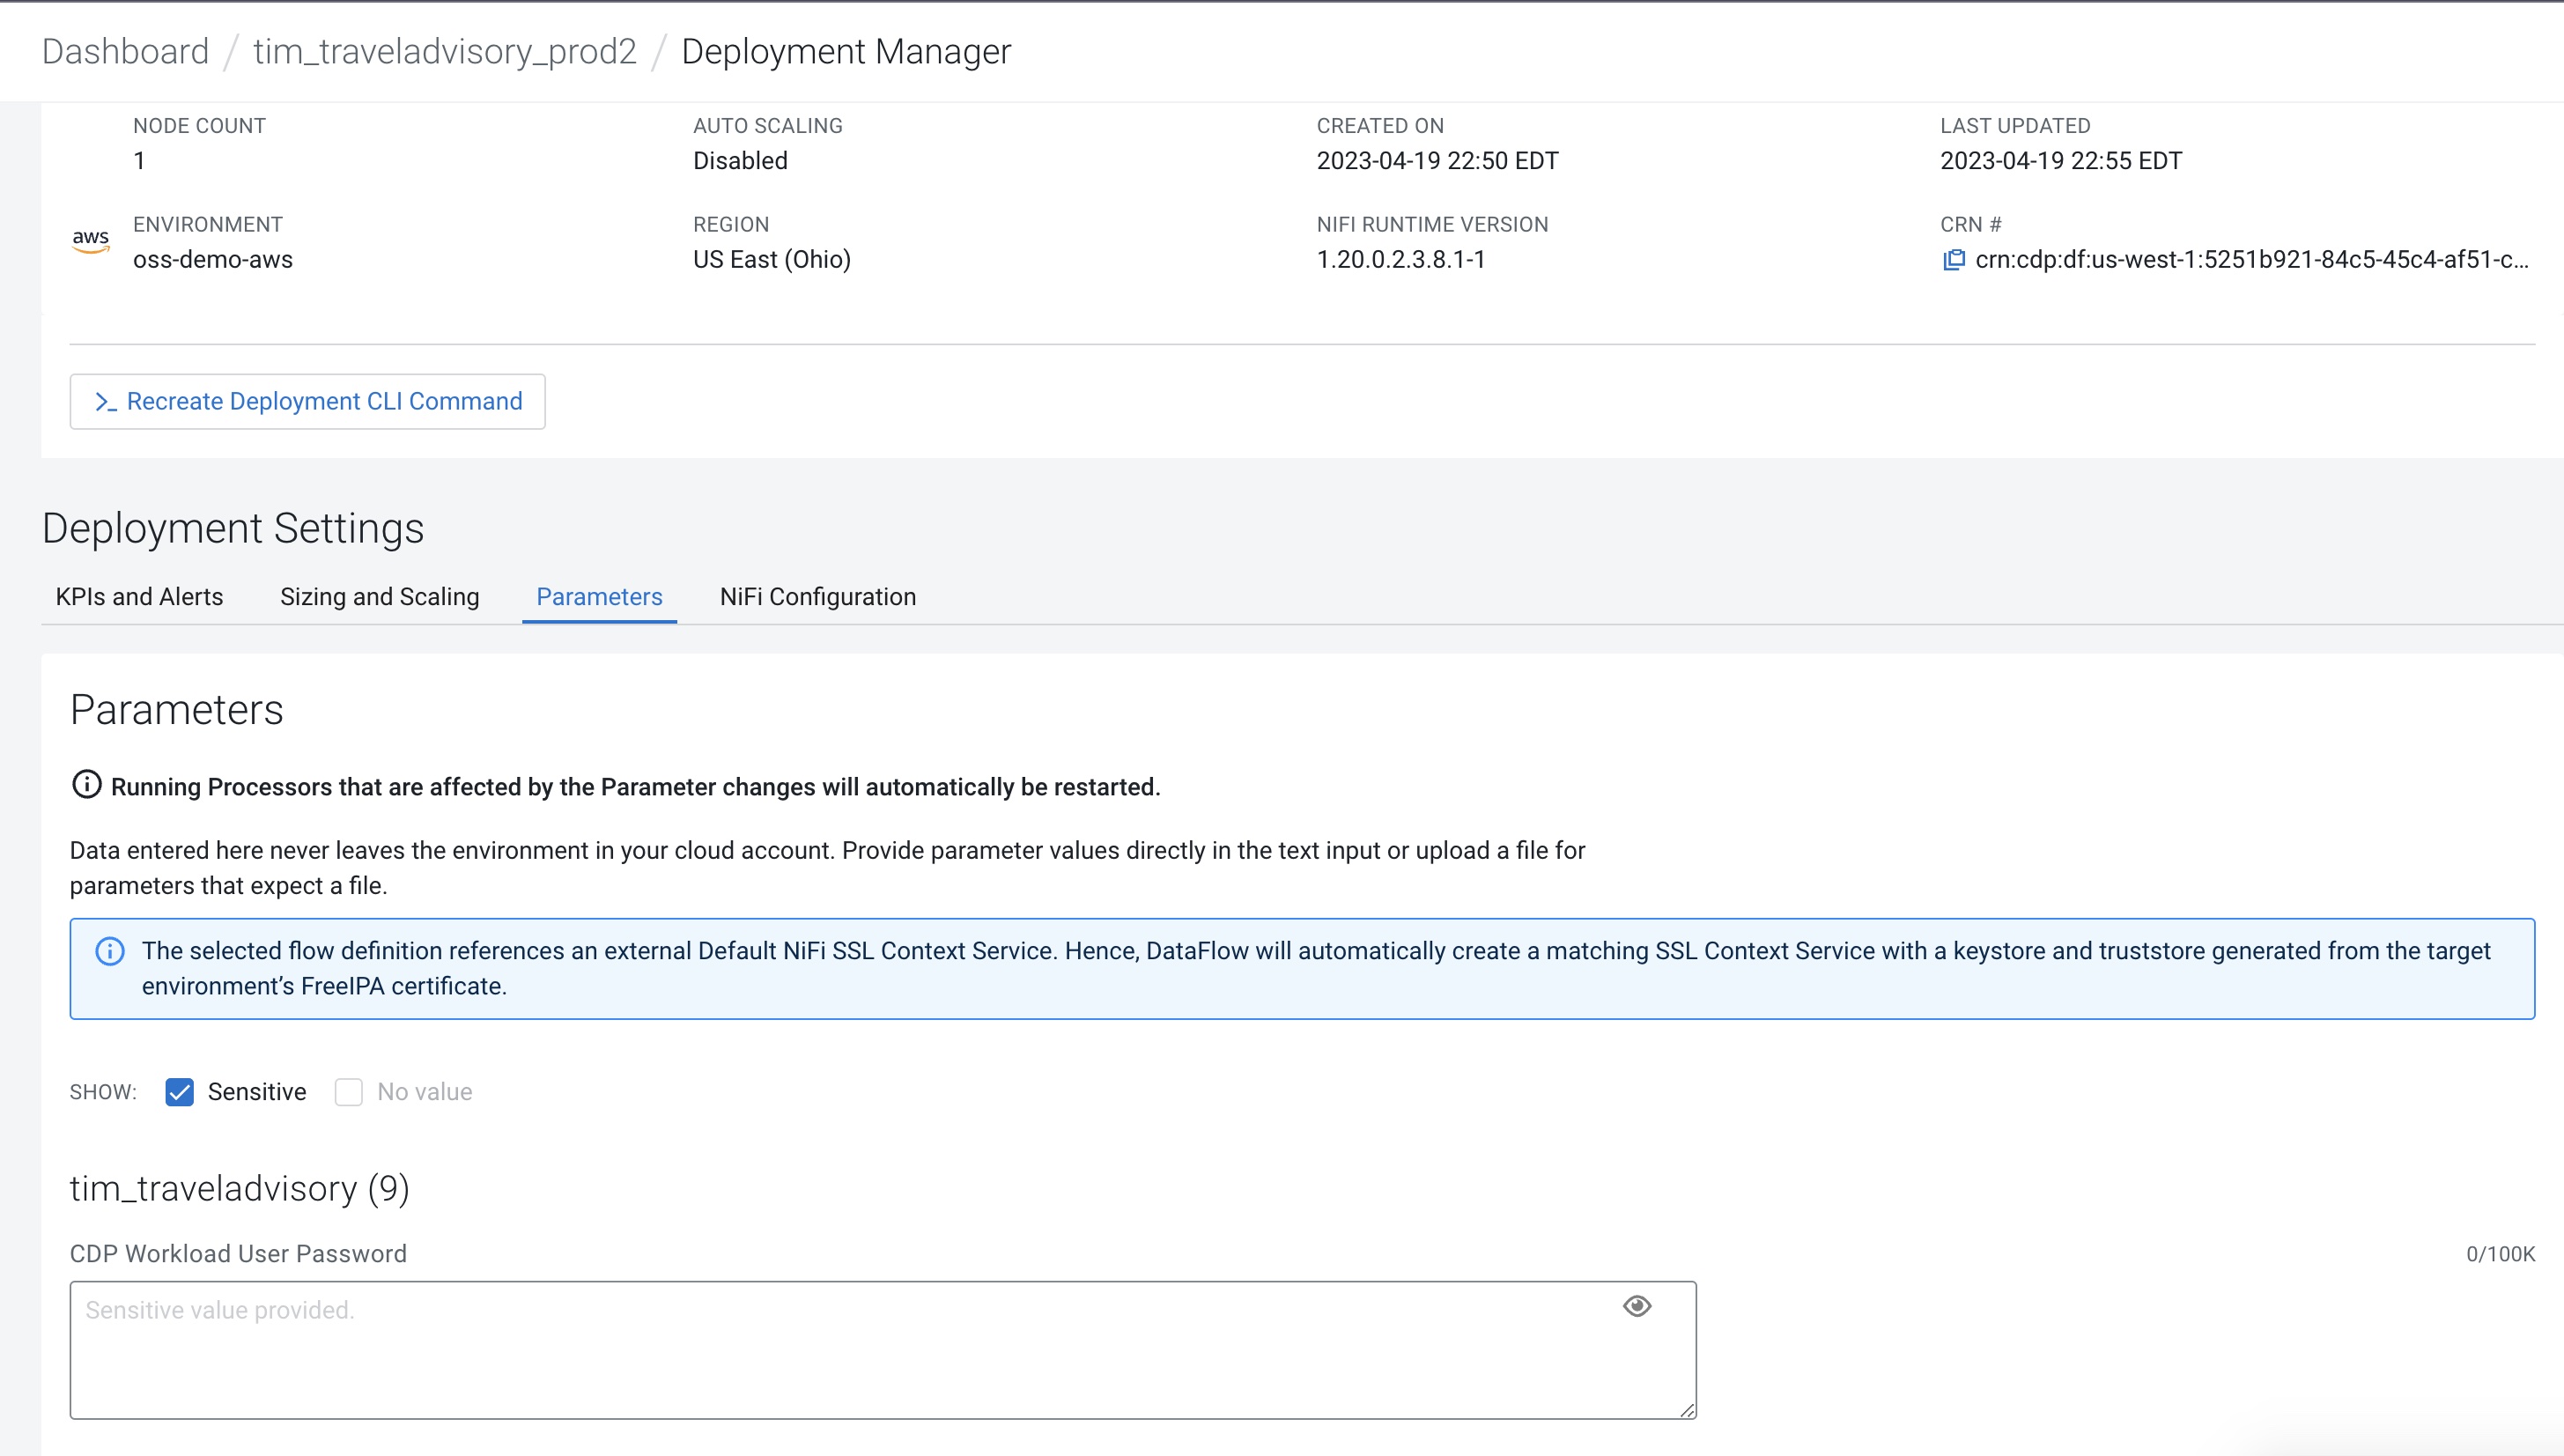 Dashboard / tim_traveladvisory_prod2 / Deployment Manager
NODE COUNT
1
AUTO SCALING
Disabled
CREATED ON
2023-04-19 22:50 EDT
LAST UPDATED
2023-04-19 22:55 EDT
aws
ENVIRONMENT
oss-demo-aws
REGION
US East (Ohio)
NIFI RUNTIME VERSION
1.20.0.2.3.8.1-1
CRN #
crn:cdp:df:us-west-1:5251b921-84c5-45c4-af51-c...
>_ Recreate Deployment CLI Command
Deployment Settings
KPIs and Alerts
Sizing and Scaling
Parameters
NiFi Configuration
Parameters
Running Processors that are affected by the Parameter changes will automatically be restarted.
Data entered here never leaves the environment in your cloud account. Provide parameter values directly in the text input or upload a file for
parameters that expect a file.
The selected flow definition references an external Default NiFi SSL Context Service. Hence, DataFlow will automatically create a matching SSL Context Service with a keystore and truststore generated from the target
environment’s FreeIPA certificate.
SHOW: Sensitive No value
tim_traveladvisory (9)
CDP Workload User Password
0/100K
Sensitive value provided.